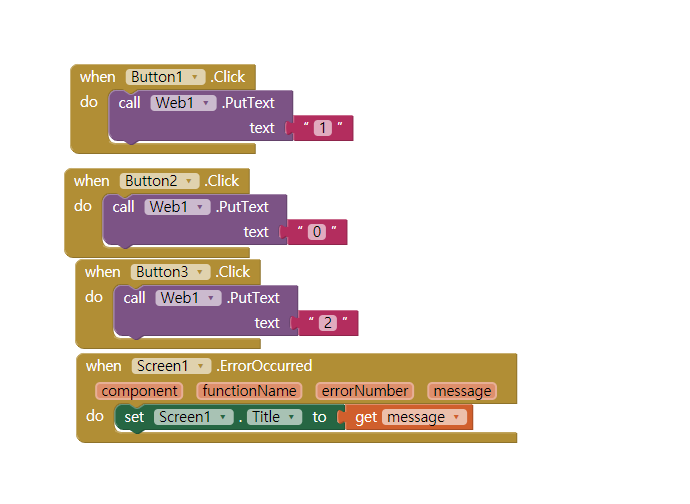 when Button1 .Click
do call Web1 .PutText
text “ 1 ”
when Button2 .Click
do call Web1 .PutText
text “ 0 ”
when Button3 .Click
do call Web1 .PutText
text “ 2 ”
when Screen1 .ErrorOccurred
component functionName errorNumber message
do set Screen1 . Title to get message